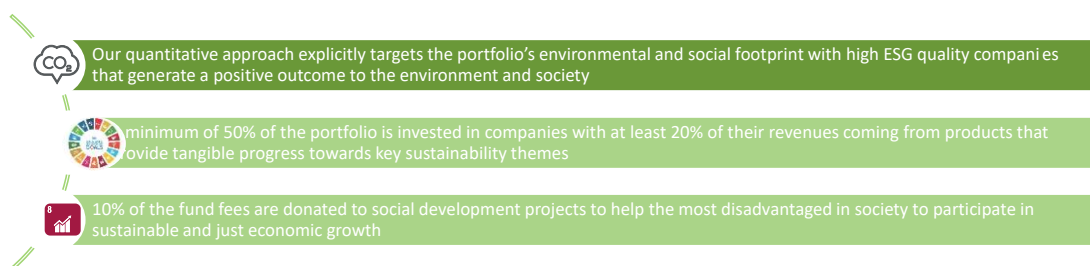 CO2
Our quantitative approach explicitly targets the portfolio's environmental and social footprint with high ESG quality companies
that generate a positive outcome to the environment and society
minimum of 50% of the portfolio is invested in companies with at least 20% of their revenues coming from products that
ovide tangible progress towards key sustainability themes
8
10% of the fund fees are donated to social development projects to help the most disadvantaged in society to participate in
sustainable and just economic growth